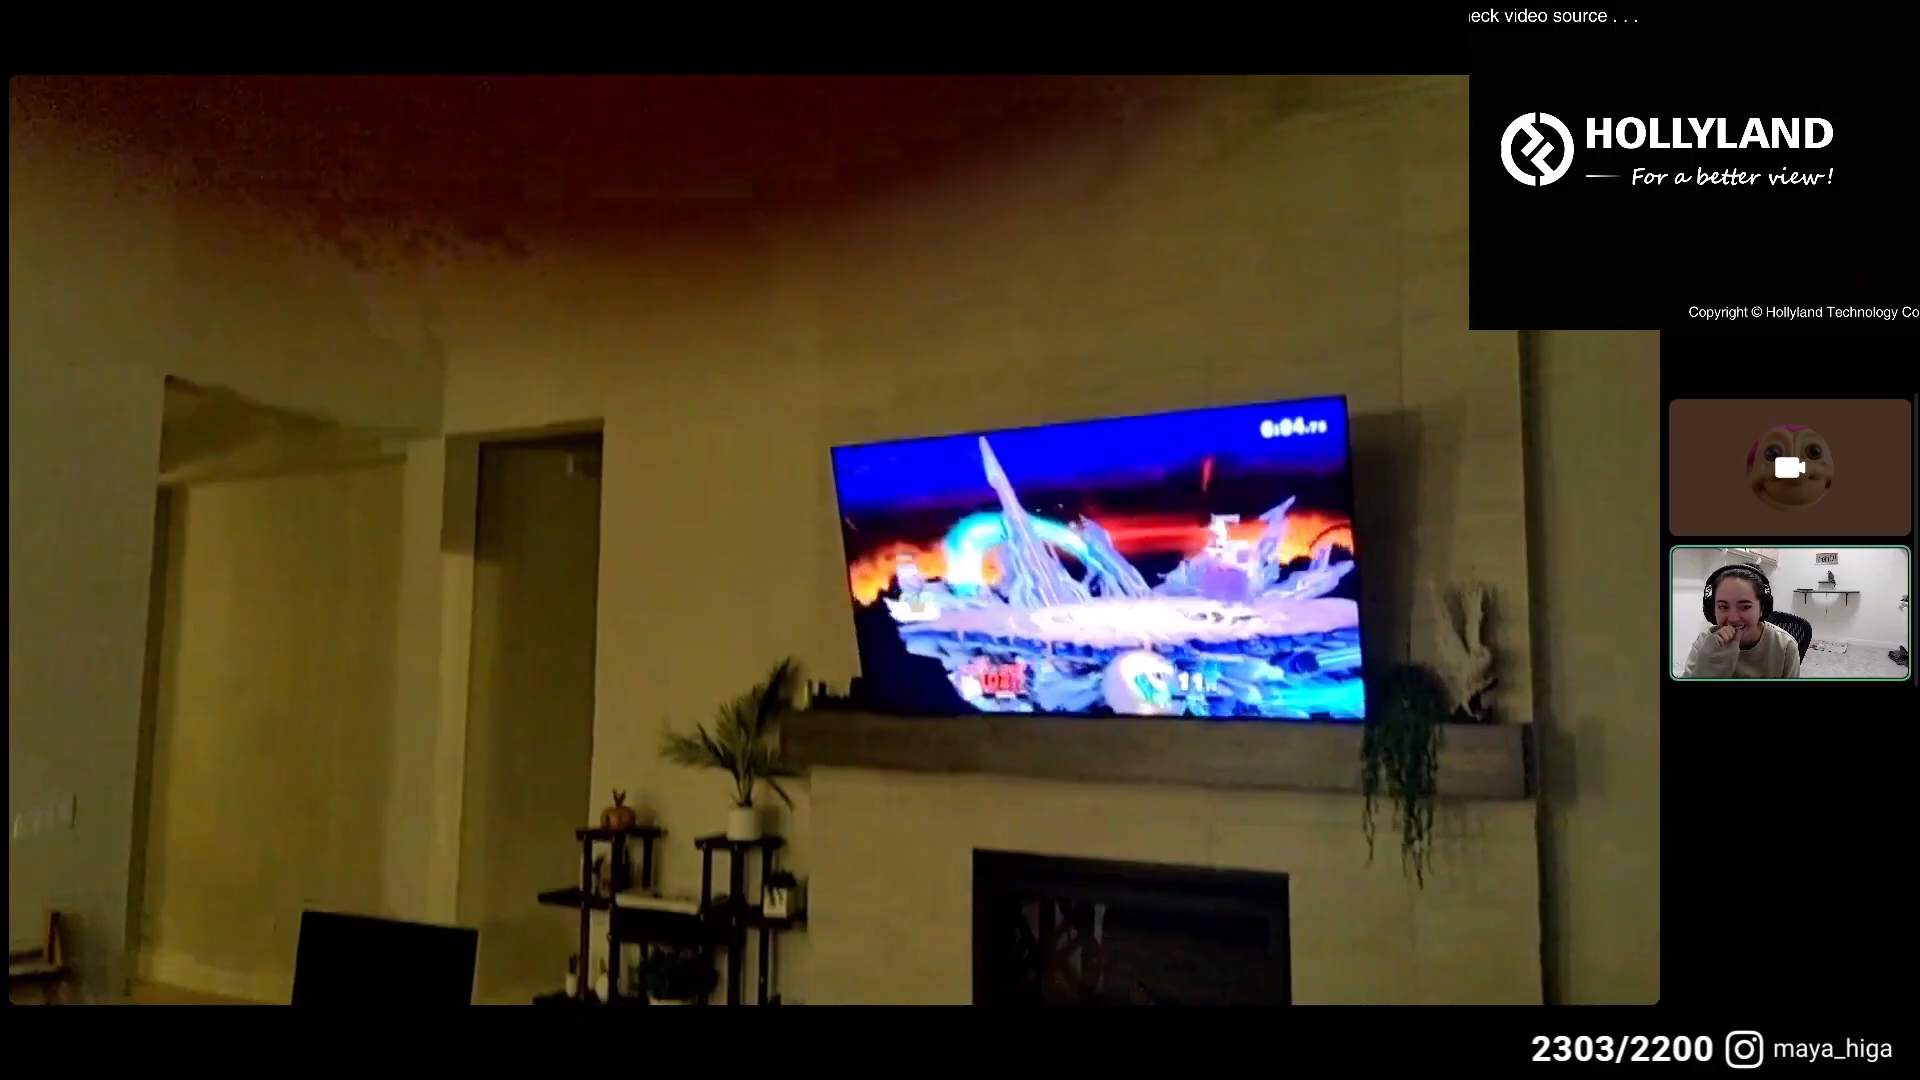 eck video source . . .
HOLLYLAND
For a better view!
Copyright © Hollyland Technology Co
2303/2200 maya_higa